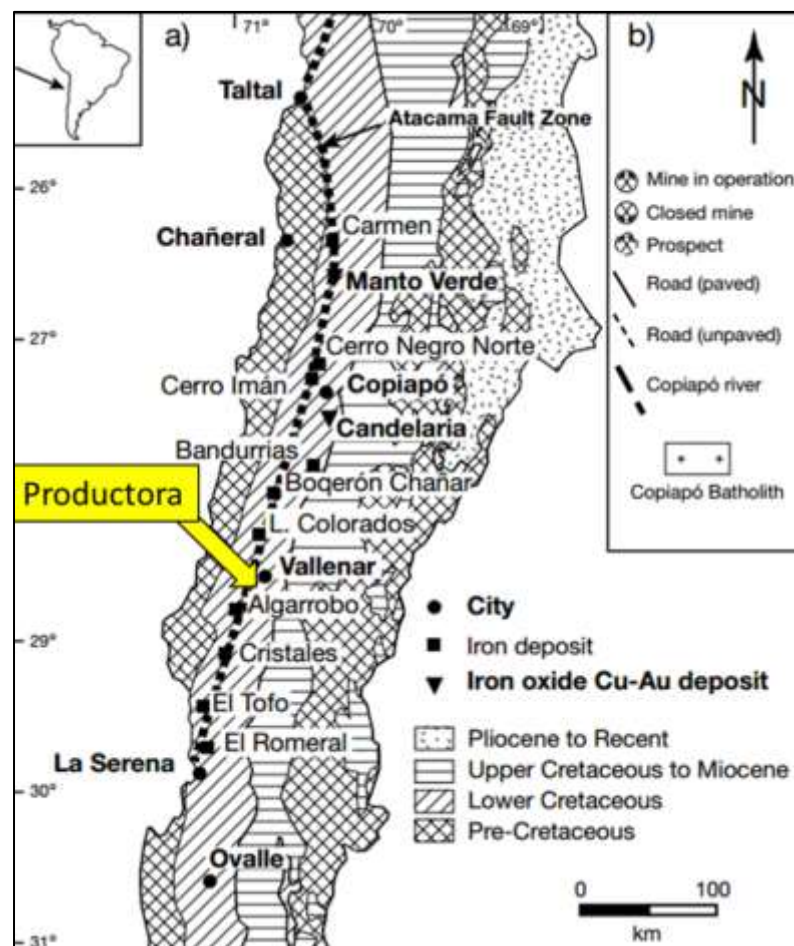 a)
71°
70°
69°
b)
N
Taltal
Atacama Fault Zone
26°
Mine in operation
Closed mine
Prospect
Chañeral
Carmen
Manto Verde
Road (paved)
27°
Road (unpaved)
Cerro Negro Norte
Cerro Imán
Copiapó
Copiapó river
Candelaria
Bandurrias
Productora
Boqerón Chañar
Copiapó Batholith
L. Colorados
Vallenar
Algarrobo
City
29°
Cristales
Iron deposit
El Tofo
Iron oxide Cu-Au deposit
El Romeral
Pliocene to Recent
La Serena
Upper Cretaceous to Miocene
30°
Lower Cretaceous
Pre-Cretaceous
Ovalle
0 100
km
31°